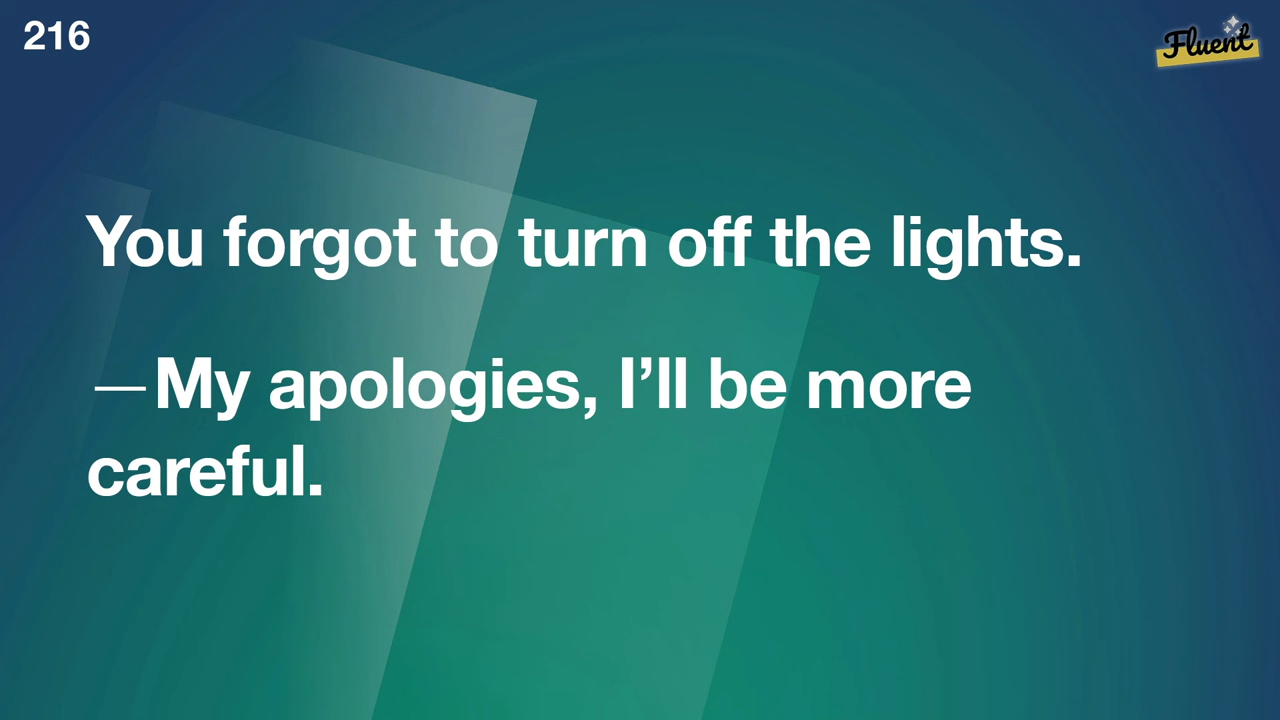 216
Fluent
You forgot to turn off the lights.
—My apologies, I’ll be more
careful.